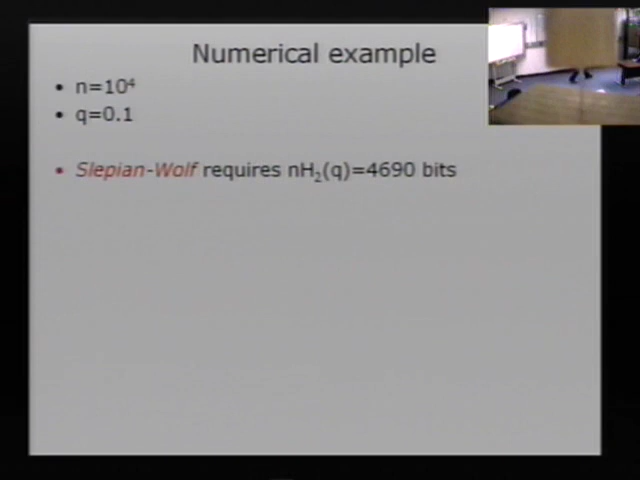 Numerical example
• n=10⁴
• q=0.1
• Slepian-Wolf requires nH₂(q)=4690 bits